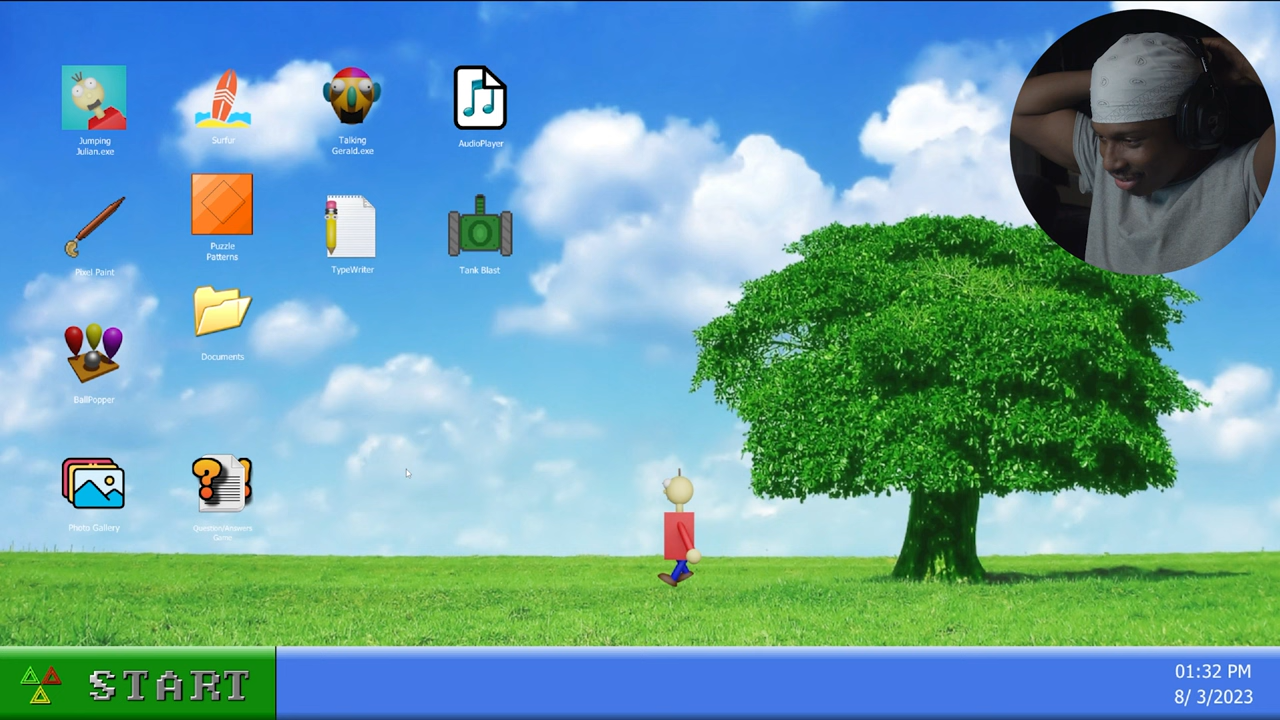 Jumping
Julian.exe
Surfur
Talking
Gerald.exe
AudioPlayer
Pixel Paint
Puzzle
Patterns
TypeWriter
Tank Blast
Documents
BallPopper
Photo Gallery
Question/Answers
Game
START
01:32 PM
8/ 3/2023